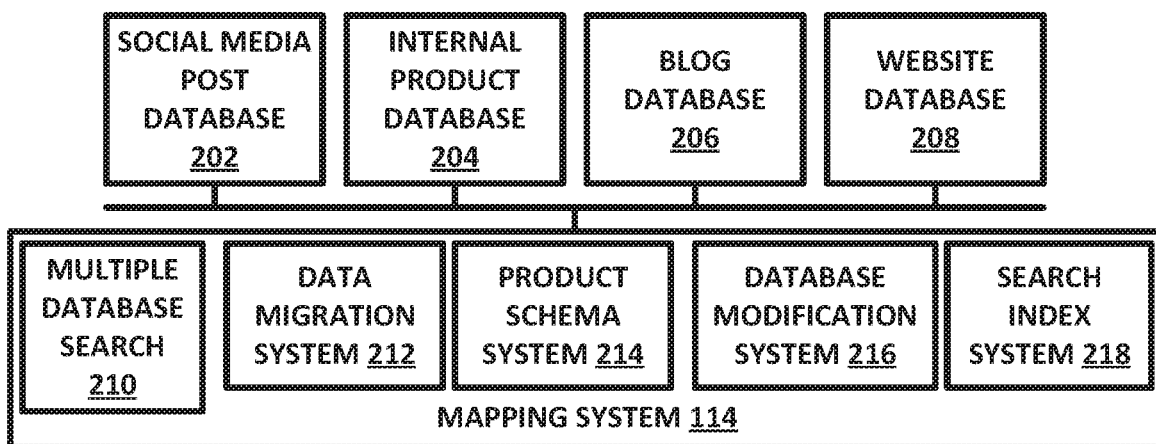 SOCIAL MEDIA
POST
DATABASE
202
INTERNAL
PRODUCT
DATABASE
204
BLOG
DATABASE
206
WEBSITE
DATABASE
208
MULTIPLE
DATABASE
SEARCH
210
DATA
MIGRATION
SYSTEM 212
PRODUCT
SCHEMA
SYSTEM 214
DATABASE
MODIFICATION
SYSTEM 216
SEARCH
INDEX
SYSTEM 218
MAPPING SYSTEM 114